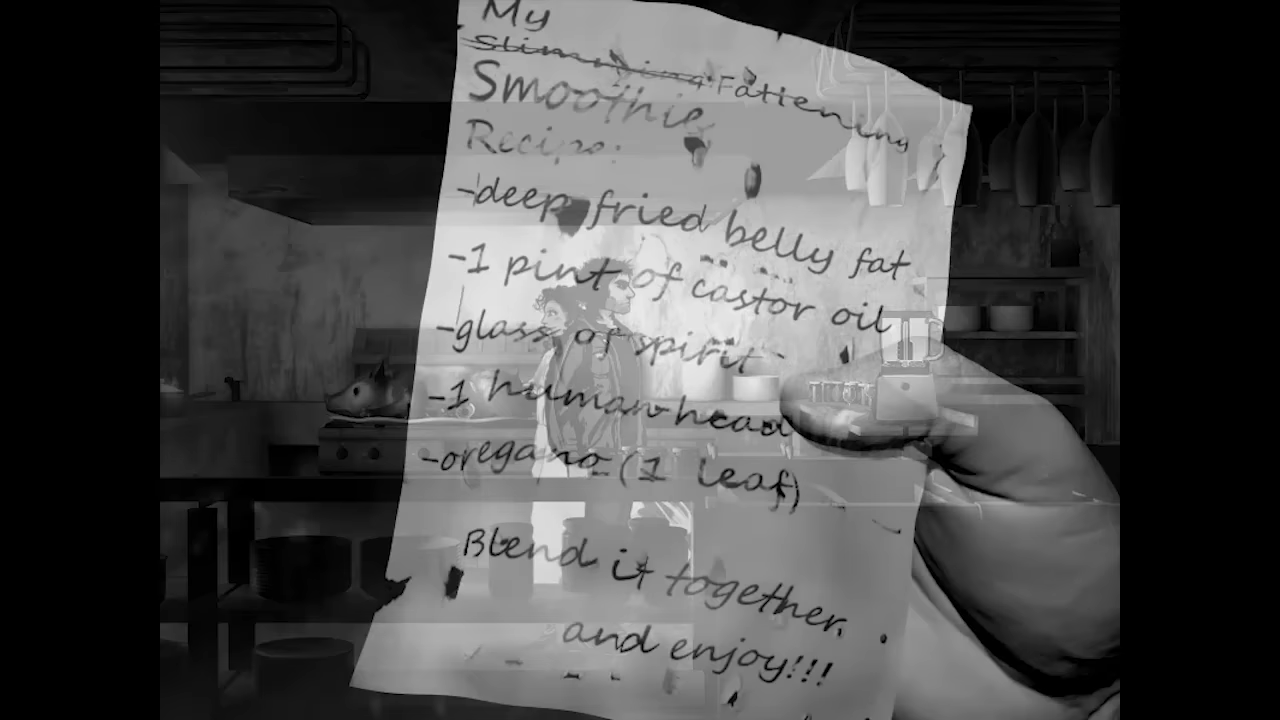 My
Slimming Fattening
Smoothie
Recipe:
-deep fried belly fat
-1 pint of castor oil
-glass of spirit
-1 human head
-oregano (1 leaf)
Blend it together.
and enjoy!!!